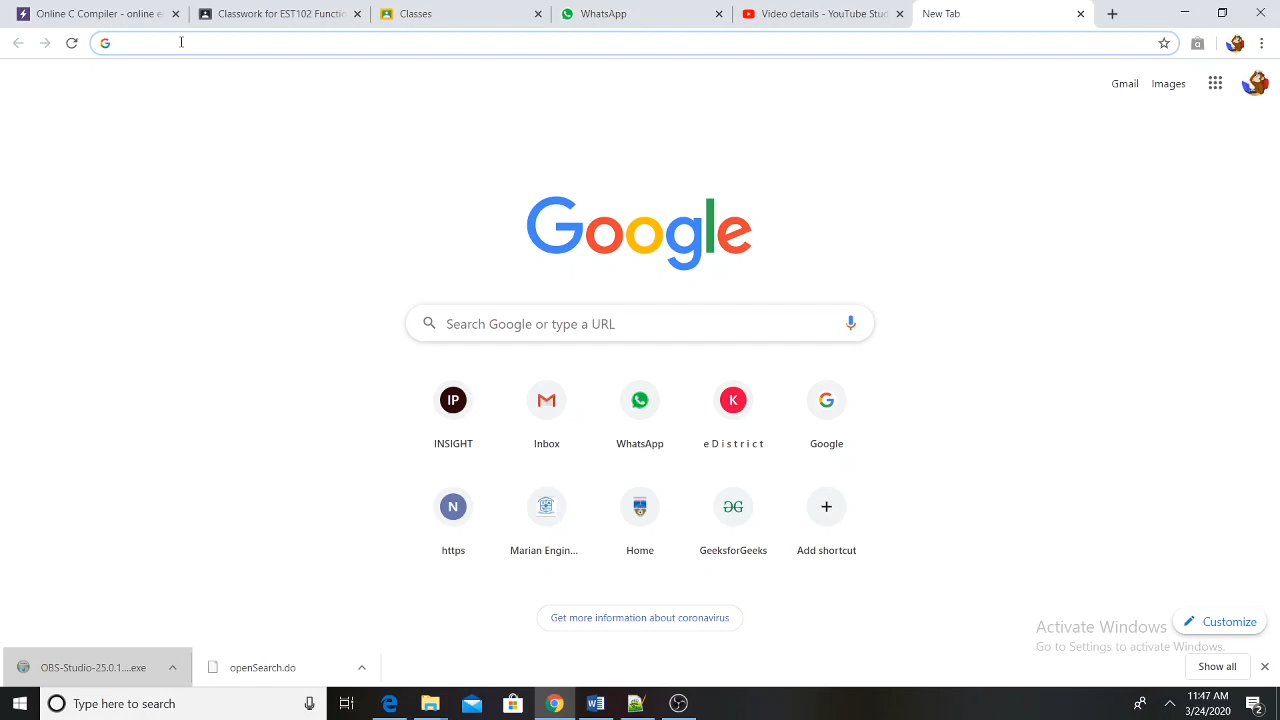 Online C Compiler - online e
Classwork for EST102 Function
Classes
WhatsApp
Video details - YouTube Stud
New Tab
Gmail
Images
Google
Search Google or type a URL
IP
K
INSIGHT
Inbox
WhatsApp
e D i s t r i c t
Google
N
https
Marian Engin...
Home
GeeksforGeeks
Add shortcut
Get more information about coronavirus
Activate Windows
Go to Settings to activate Windows.
Customize
OBS-Studio-25.0.1....exe
openSearch.do
Show all
Type here to search
11:47 AM
3/24/2020
2